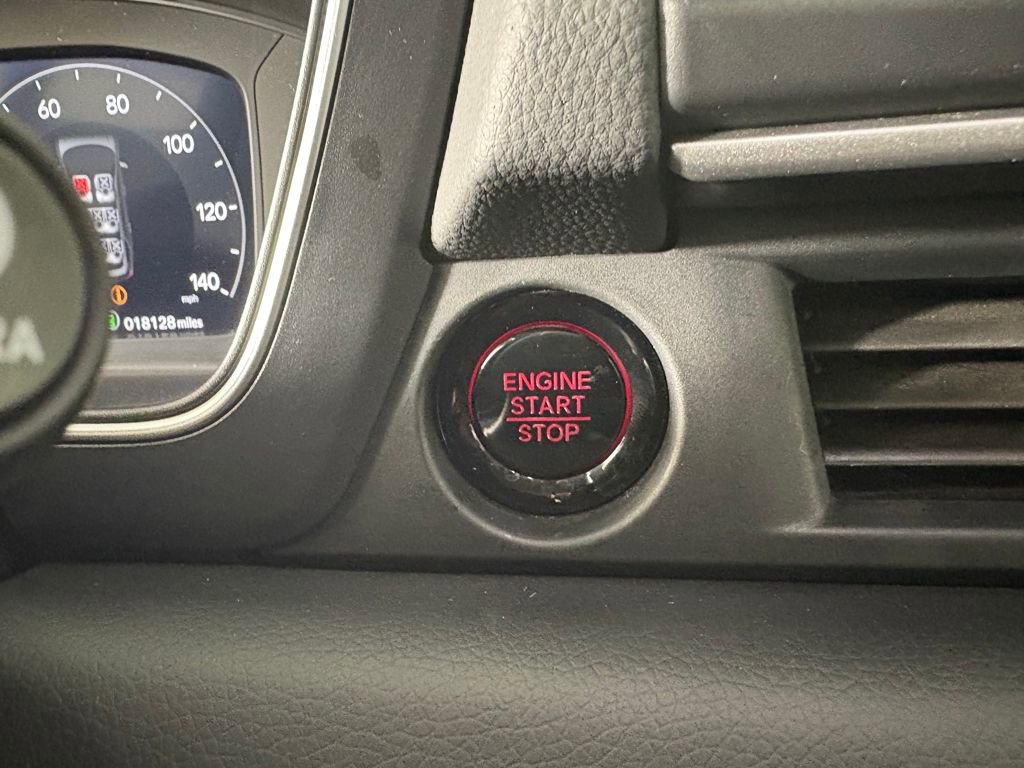 60
80
100
120
140
mph
018128 miles
ENGINE
START
STOP